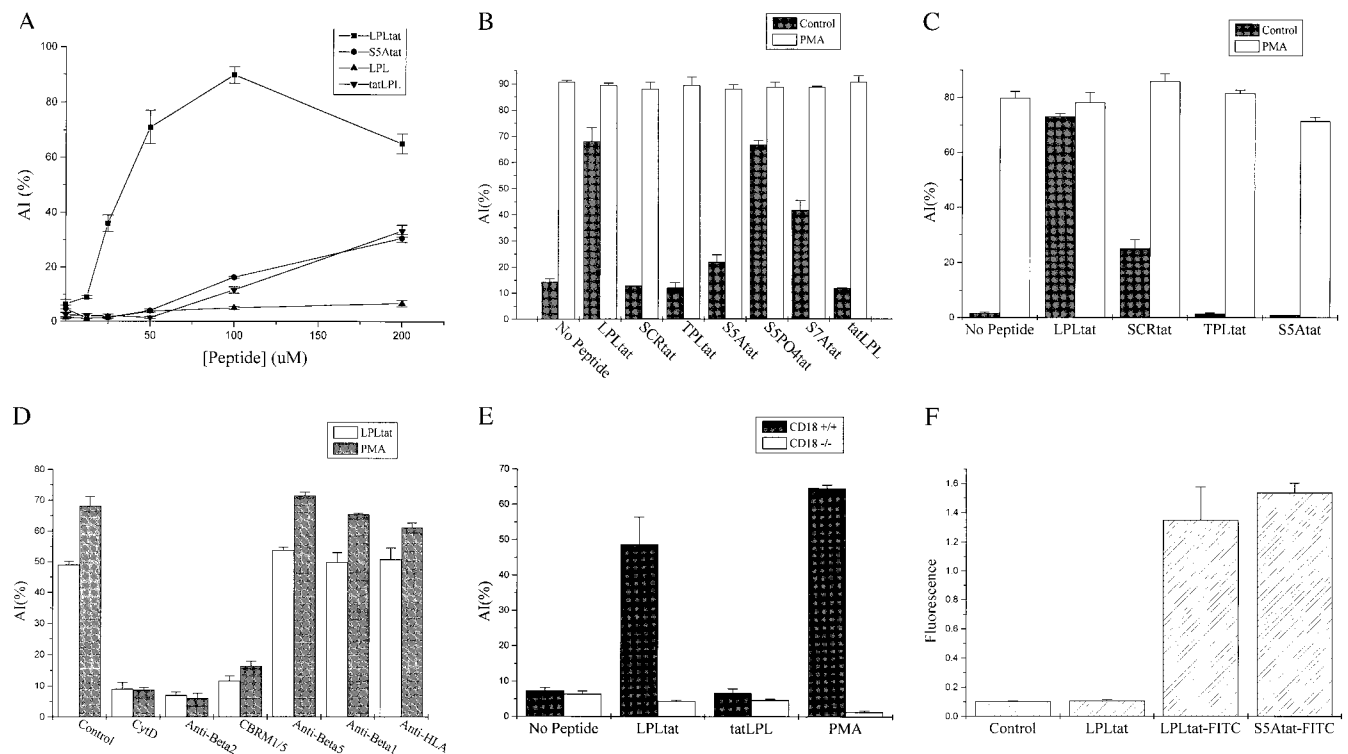 A
LPLtat
S5Atat
LPL
tatLPL
100
80
60
40
20
0
AI (%)
50
100
150
200
[Peptide] (uM)
B
Control
PMA
90
80
70
60
50
40
30
20
10
0
AI(%)
No Peptide
LPLtat
SCRtat
TPLtat
S5Atat
S5PO4tat
S7Atat
tatLPL
C
Control
PMA
80
60
40
20
0
AI(%)
No Peptide
LPLtat
SCRtat
TPLtat
S5Atat
D
LPLtat
PMA
80
70
60
50
40
30
20
10
0
AI(%)
Control
CytD
Anti-Beta2
CBRM1/5
Anti-Beta5
Anti-Beta1
Anti-HLA
E
CD18 +/+
CD18 -/-
70
60
50
40
30
20
10
0
AI(%)
No Peptide
LPLtat
tatLPL
PMA
F
1.6
1.4
1.2
1.0
0.8
0.6
0.4
0.2
0.0
Fluorescence
Control
LPLtat
LPLtat-FITC
S5Atat-FITC